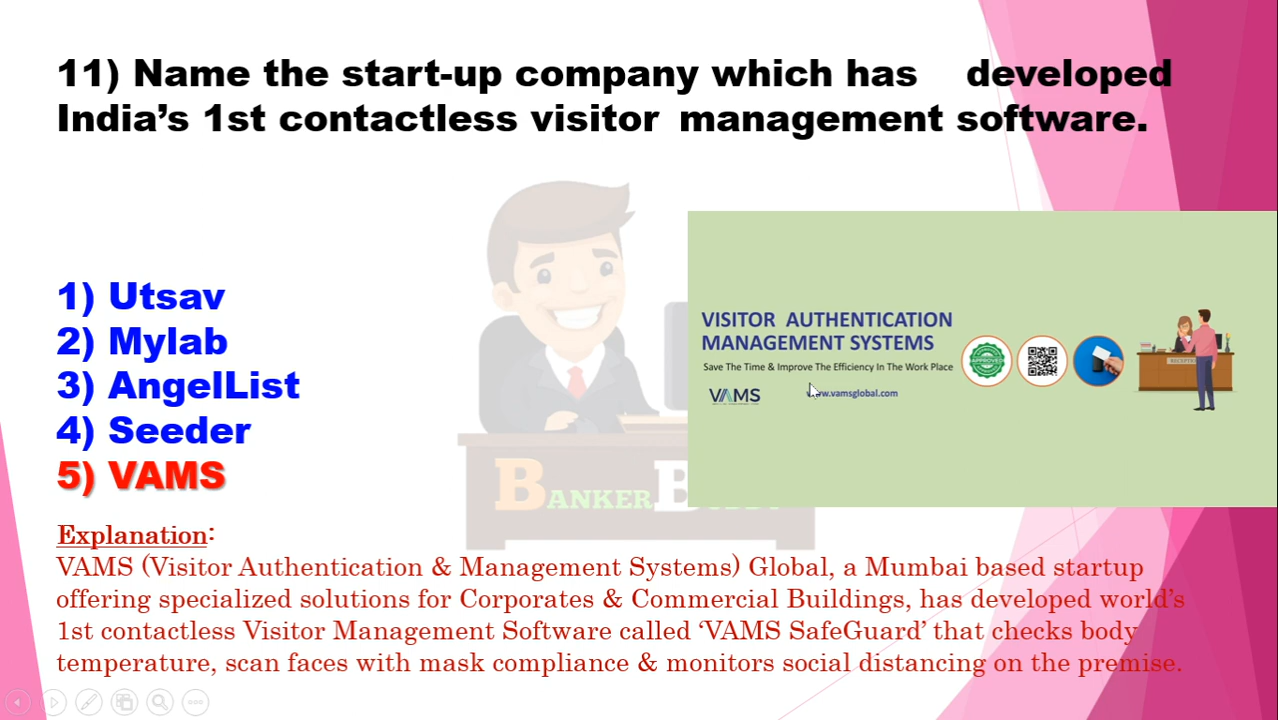 11) Name the start-up company which has developed
India’s 1st contactless visitor management software.
1) Utsav
2) Mylab
3) AngelList
4) Seeder
5) VAMS
VISITOR AUTHENTICATION
MANAGEMENT SYSTEMS
Save The Time & Improve The Efficiency In The Work Place
VAMS
www.vamsglobal.com
APPROVED
RECEPTION
BANKER B
Explanation:
VAMS (Visitor Authentication & Management Systems) Global, a Mumbai based startup
offering specialized solutions for Corporates & Commercial Buildings, has developed world’s
1st contactless Visitor Management Software called ‘VAMS SafeGuard’ that checks body
temperature, scan faces with mask compliance & monitors social distancing on the premise.